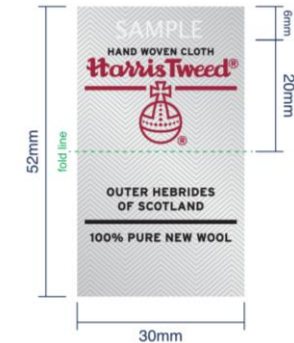 SAMPLE
HAND WOVEN CLOTH
Harris Tweed®
®
OUTER HEBRIDES
OF SCOTLAND
100% PURE NEW WOOL
6mm
20mm
52mm
fold line
30mm